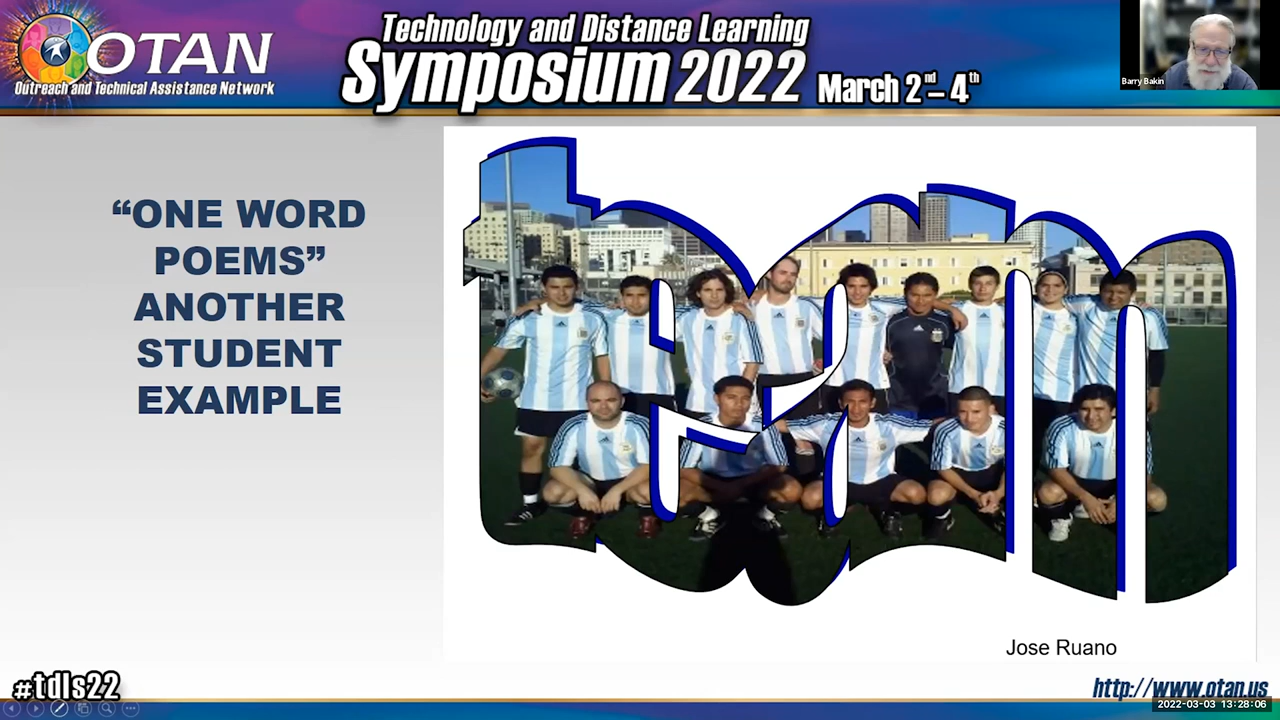 OTAN
Outreach and Technical Assistance Network
Technology and Distance Learning
Symposium 2022 March 2nd – 4th
Barry Bakin
“ONE WORD
POEMS”
ANOTHER
STUDENT
EXAMPLE
team
Jose Ruano
#tdls22
http://www.otan.us
2022-03-03 13:28:06